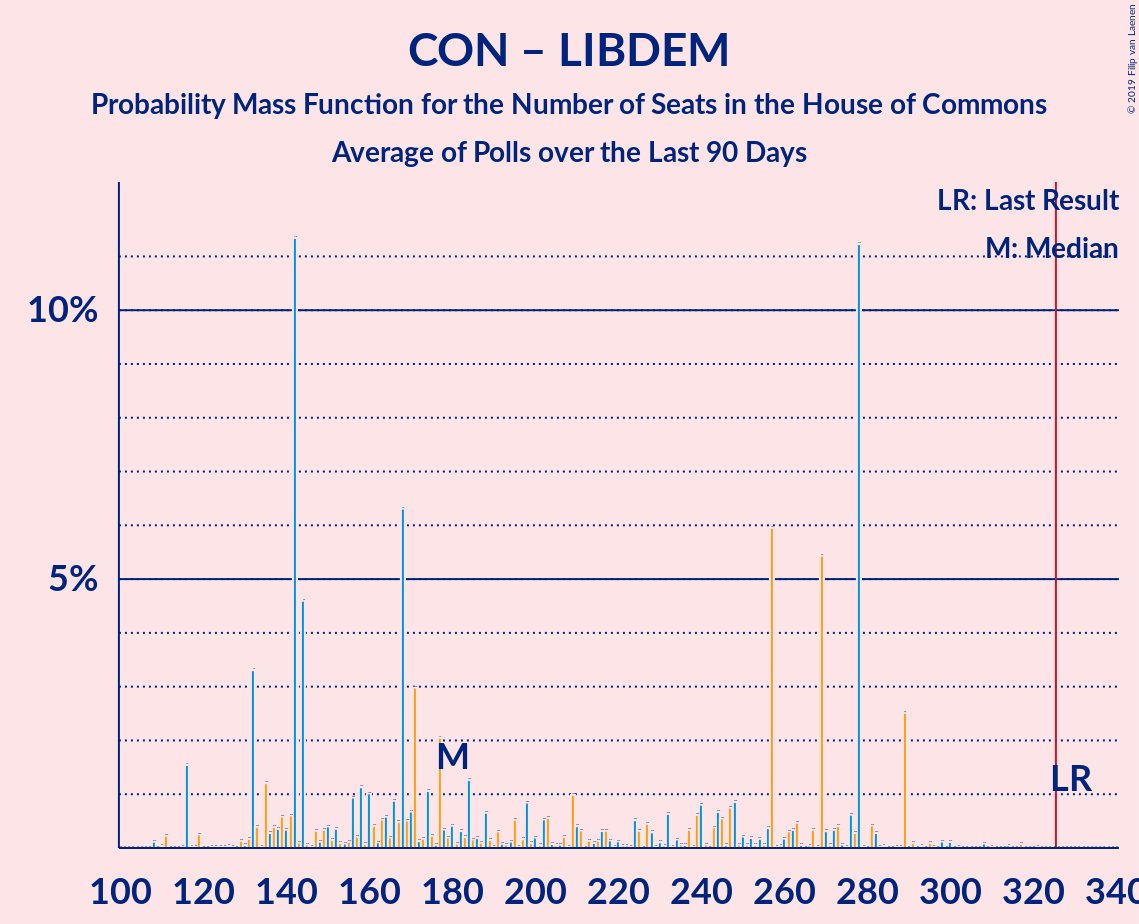 CON – LIBDEM
Probability Mass Function for the Number of Seats in the House of Commons
Average of Polls over the Last 90 Days
© 2019 Filip van Laenen
LR: Last Result
M: Median
10%
5%
M
LR
100 120 140 160 180 200 220 240 260 280 300 320 340